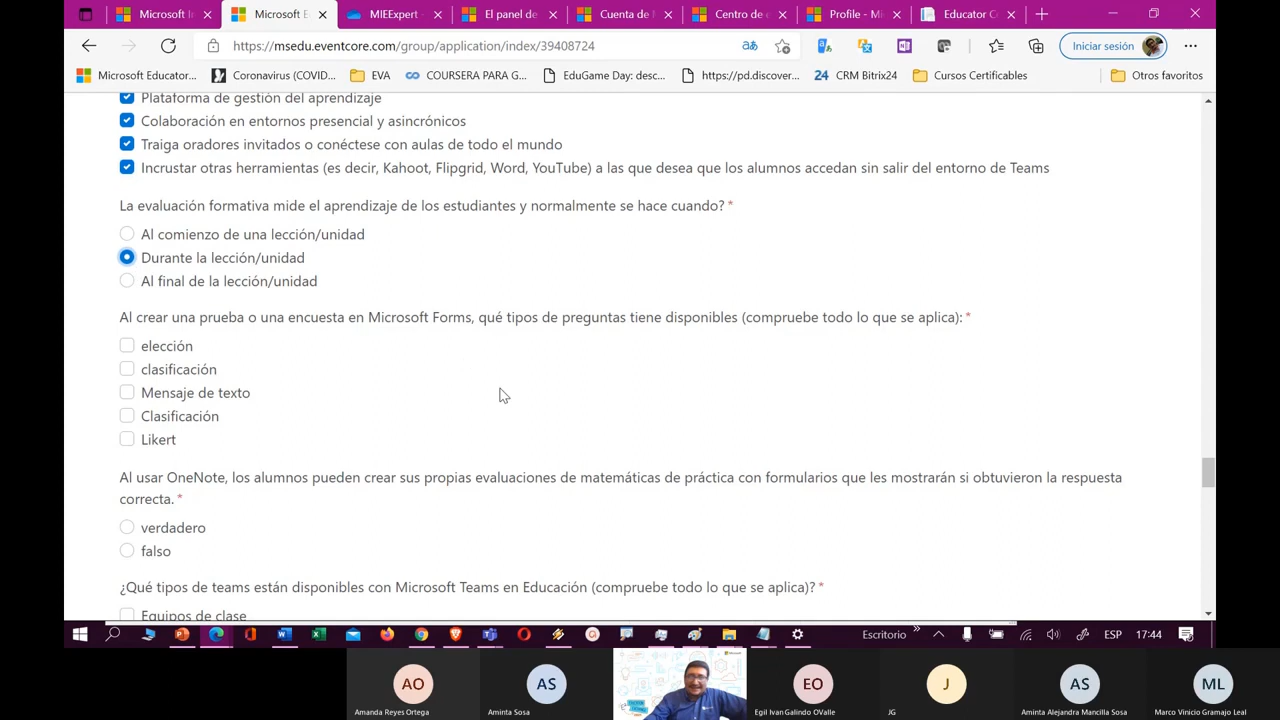 Microsoft In
Microsoft E
MIEExpert -
El panel de
Cuenta de M
Centro de e
Profile - Mi
Educator Ce
https://msedu.eventcore.com/group/application/index/39408724
Iniciar sesión
Microsoft Educator...
Coronavirus (COVID...
EVA
COURSERA PARA G...
EduGame Day: desc...
https://pd.discover...
24 CRM Bitrix24
Cursos Certificables
Otros favoritos
Plataforma de gestión del aprendizaje
Colaboración en entornos presencial y asincrónicos
Traiga oradores invitados o conéctese con aulas de todo el mundo
Incrustar otras herramientas (es decir, Kahoot, Flipgrid, Word, YouTube) a las que desea que los alumnos accedan sin salir del entorno de Teams
La evaluación formativa mide el aprendizaje de los estudiantes y normalmente se hace cuando? *
Al comienzo de una lección/unidad
Durante la lección/unidad
Al final de la lección/unidad
Al crear una prueba o una encuesta en Microsoft Forms, qué tipos de preguntas tiene disponibles (compruebe todo lo que se aplica): *
elección
clasificación
Mensaje de texto
Clasificación
Likert
Al usar OneNote, los alumnos pueden crear sus propias evaluaciones de matemáticas de práctica con formularios que les mostrarán si obtuvieron la respuesta
correcta. *
verdadero
falso
¿Qué tipos de teams están disponibles con Microsoft Teams en Educación (compruebe todo lo que se aplica)? *
Equipos de clase
Escritorio
ESP
17:44
AO
AS
EO
J
AS
ML
Amanda Reyes Ortega
Aminta Sosa
Egil Ivan Galindo OValle
JG
Aminta Alejandra Mancilla Sosa
Marco Vinicio Gramajo Leal